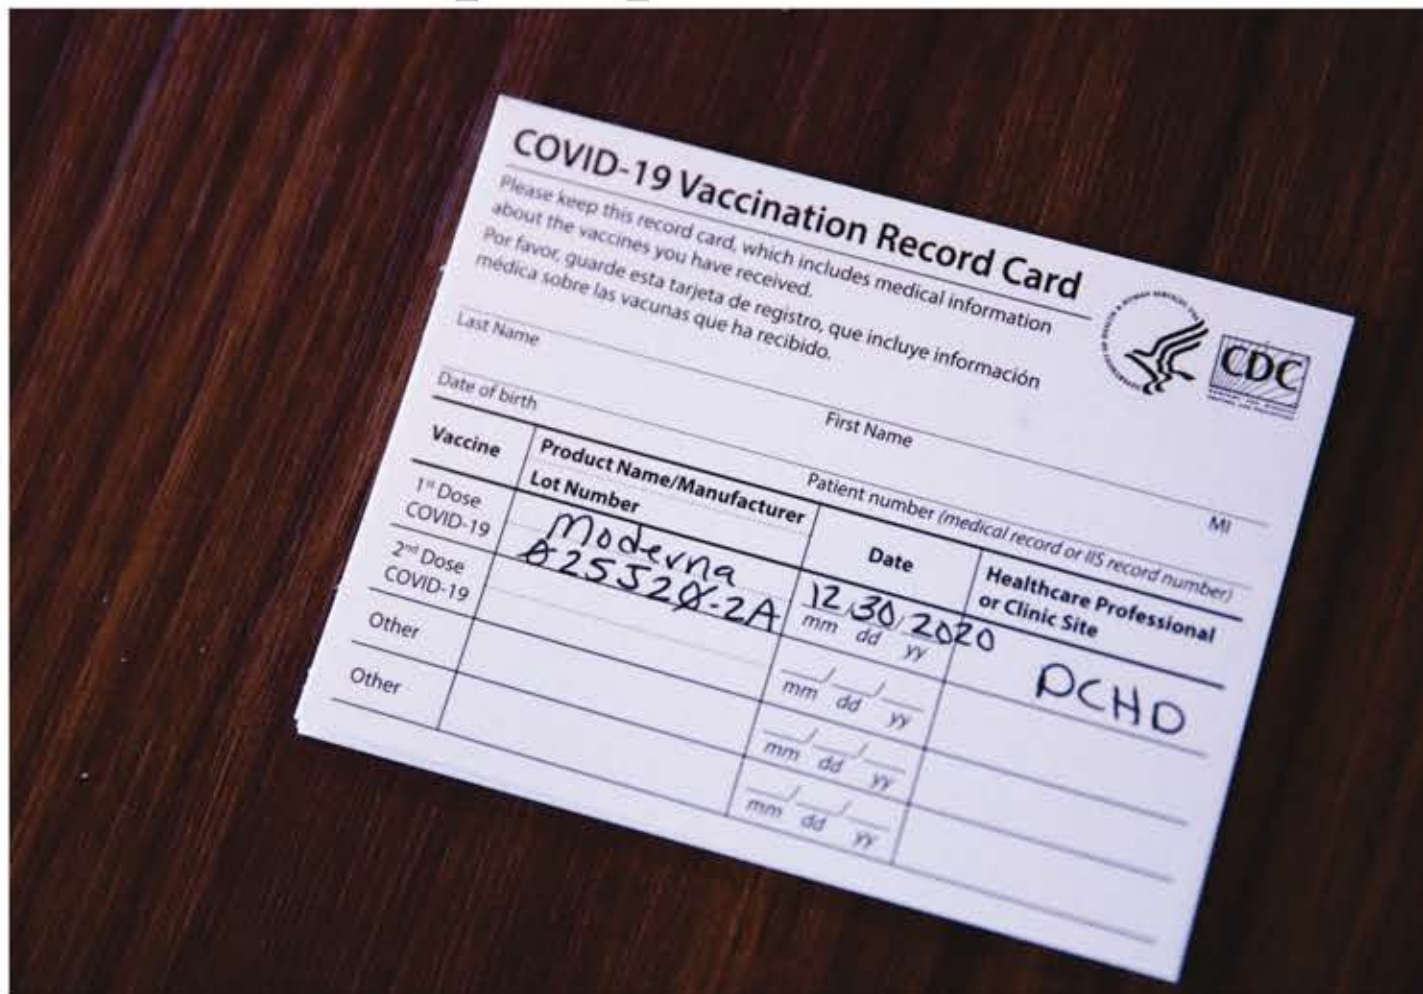 COVID-19 Vaccination Record Card
Please keep this record card, which includes medical information
about the vaccines you have received.
Por favor, guarde esta tarjeta de registro, que incluye información
médica sobre las vacunas que ha recibido.
CDC
Last Name First Name MI
Date of birth Patient number (medical record or IIS record number)
Vaccine Product Name/Manufacturer Date Healthcare Professional
Lot Number or Clinic Site
1st Dose Moderna 12/30/2020 PCHD
COVID-19 025520-2A mm dd yy
2nd Dose
COVID-19 mm dd yy
Other mm dd yy
Other mm dd yy